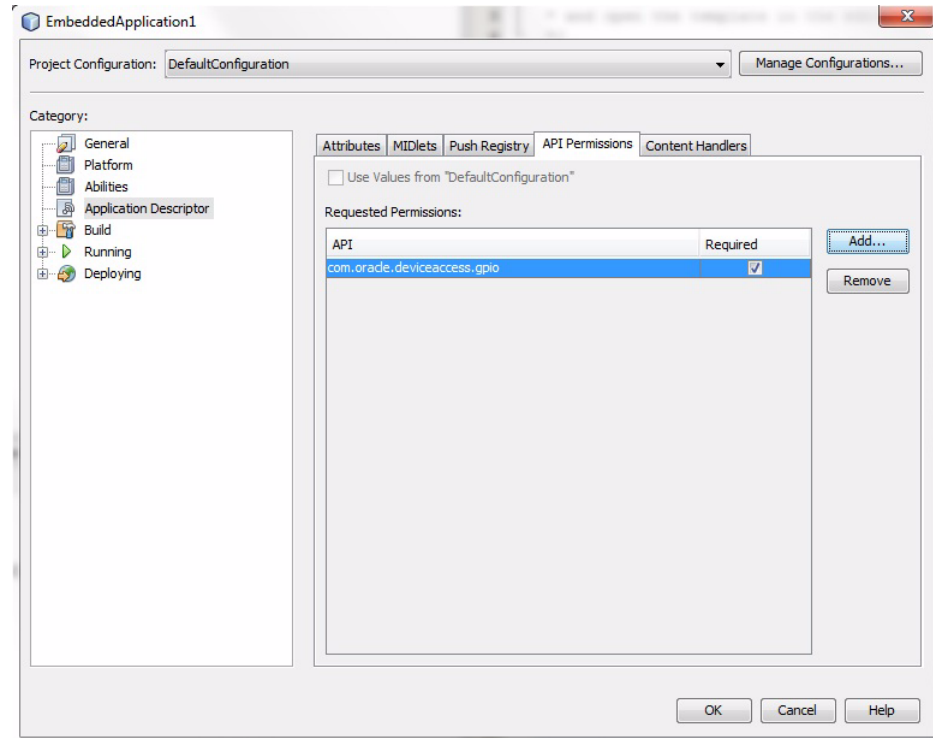 EmbeddedApplication1
Project Configuration: DefaultConfiguration Manage Configurations...
Category:
General
Platform
Abilities
Application Descriptor
Build
Running
Deploying
Attributes MIDlets Push Registry API Permissions Content Handlers
Use Values from "DefaultConfiguration"
Requested Permissions:
API Required
com.oracle.deviceaccess.gpio
Add...
Remove
OK Cancel Help